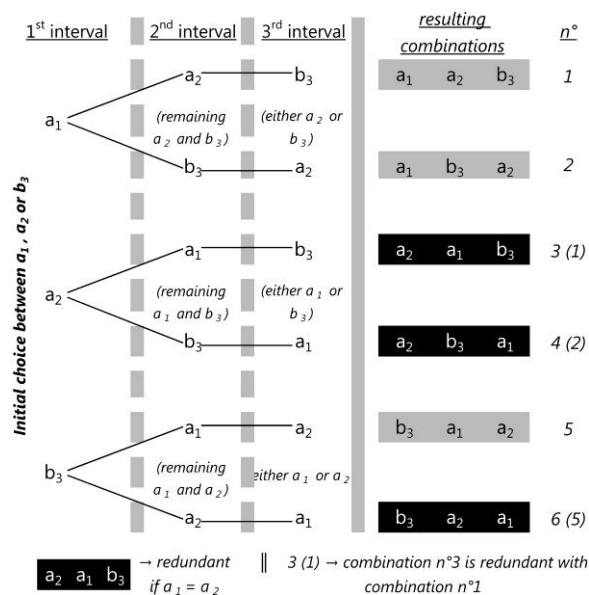 1st interval 2nd interval 3rd interval resulting combinations n°
Initial choice between a1, a2 or b3
a2 b3 a1 a2 b3 1
a1 (remaining a2 and b3) (either a2 or b3)
b3 a2 a1 b3 a2 2
a1 b3 a2 a1 b3 3 (1)
a2 (remaining a1 and b3) (either a1 or b3)
b3 a1 a2 b3 a1 4 (2)
a1 a2 b3 a1 a2 5
b3 (remaining a1 and a2) either a1 or a2
a2 a1 b3 a2 a1 6 (5)
a2 a1 b3 → redundant if a1 = a2 || 3 (1) → combination n°3 is redundant with combination n°1